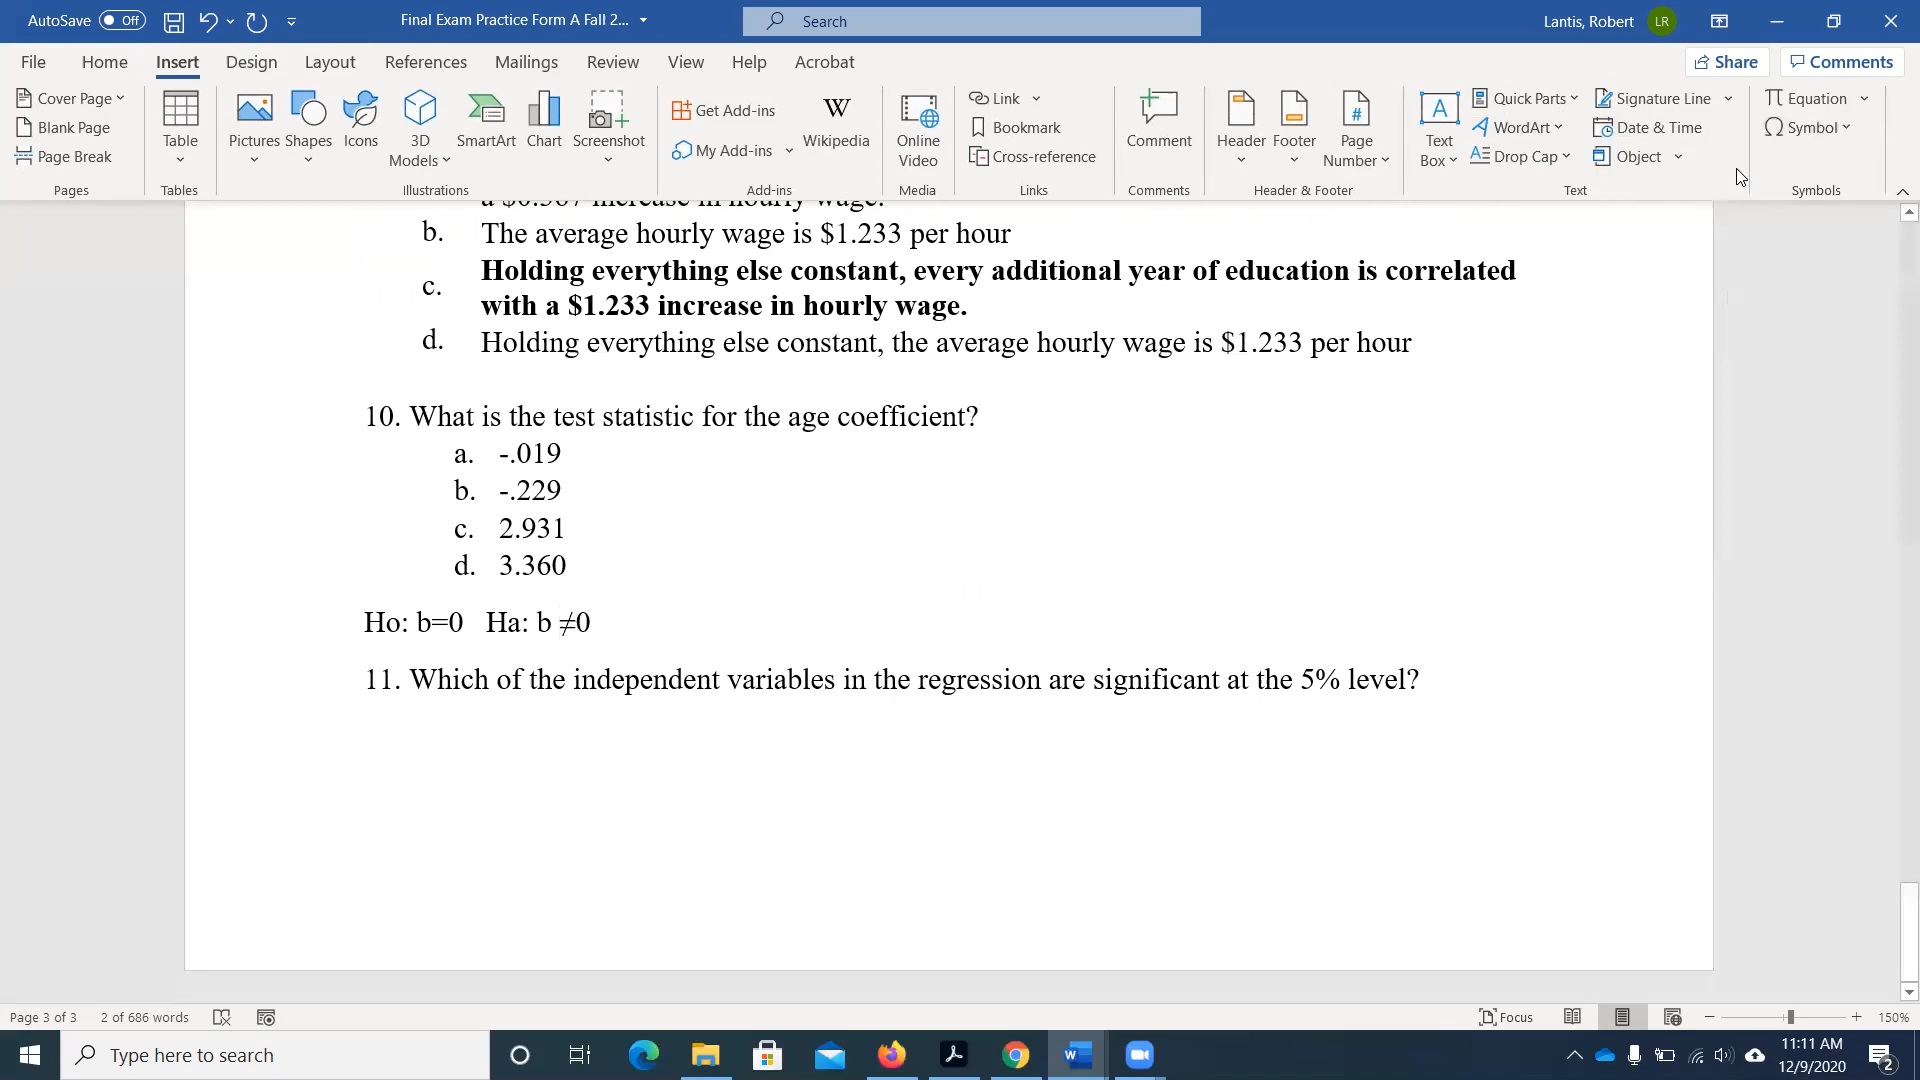 AutoSave Off
Final Exam Practice Form A Fall 2...
Search
Lantis, Robert LR
File Home Insert Design Layout References Mailings Review View Help Acrobat
Share Comments
Cover Page
Blank Page
Page Break
Pages
Table
Tables
Pictures Shapes Icons 3D Models SmartArt Chart Screenshot
Illustrations
Get Add-ins
My Add-ins
W
Wikipedia
Add-ins
Online Video
Media
Link
Bookmark
Cross-reference
Links
Comment
Comments
Header Footer Page Number
Header & Footer
Text Box
Quick Parts
WordArt
Drop Cap
Signature Line
Date & Time
Object
Text
Equation
Symbol
Symbols
a $0.367 increase in hourly wage.
b. The average hourly wage is $1.233 per hour
c. Holding everything else constant, every additional year of education is correlated
with a $1.233 increase in hourly wage.
d. Holding everything else constant, the average hourly wage is $1.233 per hour
10. What is the test statistic for the age coefficient?
a. -.019
b. -.229
c. 2.931
d. 3.360
Ho: b=0 Ha: b ≠0
11. Which of the independent variables in the regression are significant at the 5% level?
Page 3 of 3 2 of 686 words
Focus
150%
Type here to search
11:11 AM
12/9/2020
2